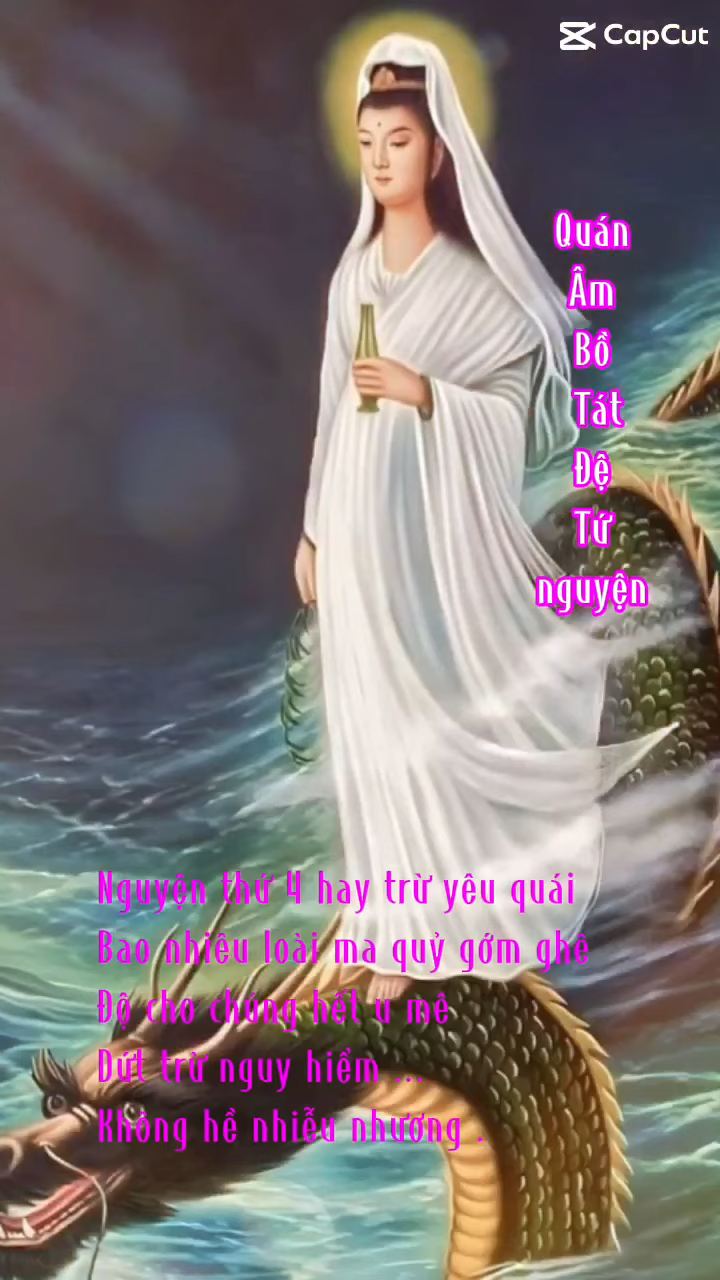 CapCut
Quán
Âm
Bồ
Tát
Đệ
Tứ
nguyện
Nguyện thứ 4 hay trừ yêu quái
Bao nhiêu loài ma quỷ gớm ghê
Độ cho chúng hết u mê
Dứt trừ nguy hiểm ...
Không hề nhiễu nhương .